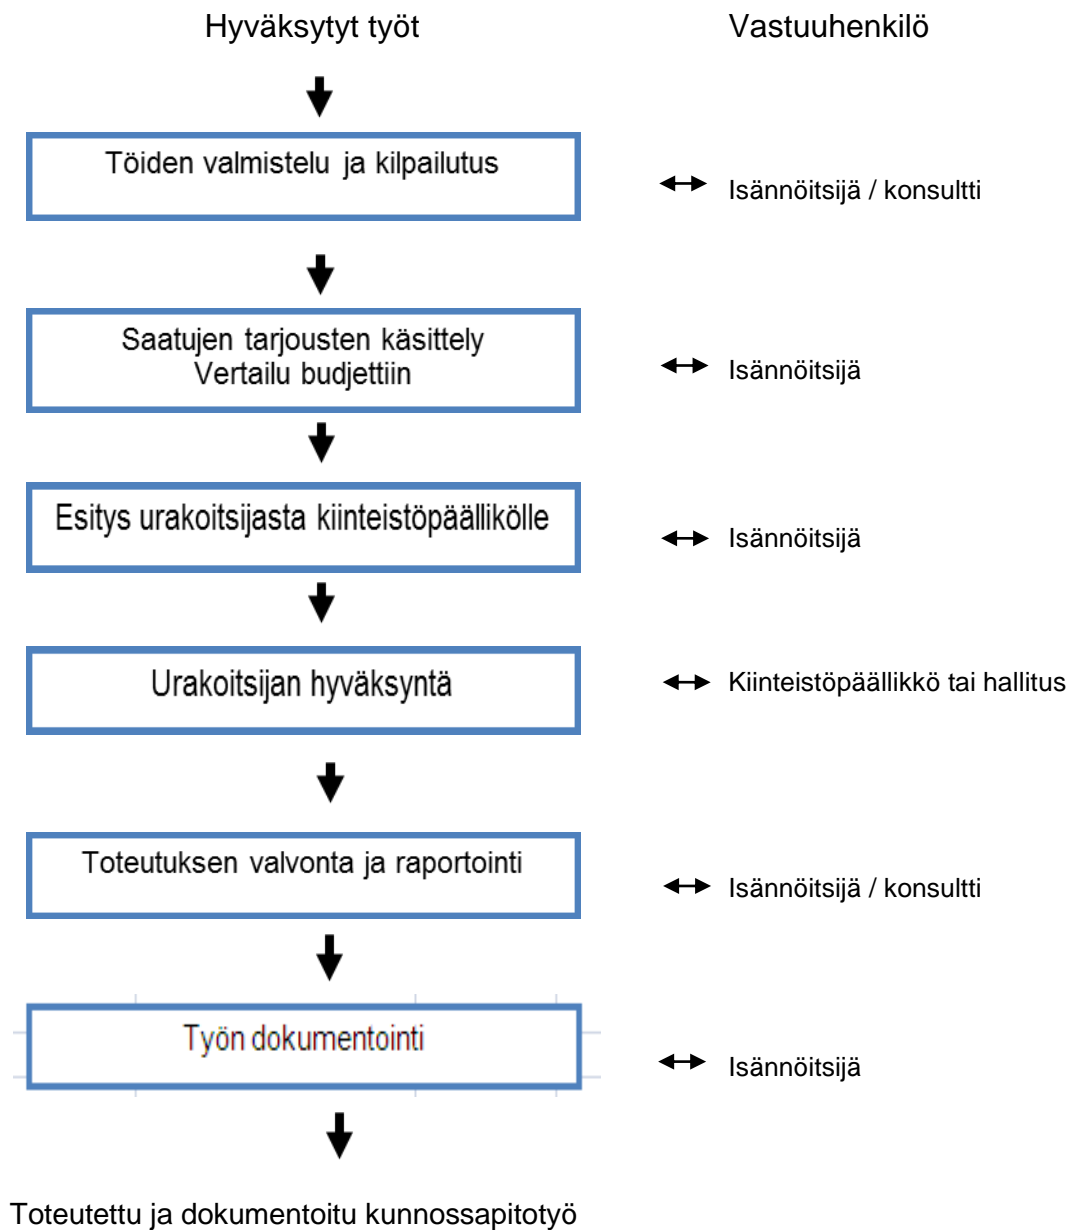 Hyväksytyt työt
Vastuuhenkilö
Töiden valmistelu ja kilpailutus
Isännöitsijä / konsultti
Saatujen tarjousten käsittely
Vertailu budjettiin
Isännöitsijä
Esitys urakoitsijasta kiinteistöpäällikölle
Isännöitsijä
Urakoitsijan hyväksyntä
Kiinteistöpäällikkö tai hallitus
Toteutuksen valvonta ja raportointi
Isännöitsijä / konsultti
Työn dokumentointi
Isännöitsijä
Toteutettu ja dokumentoitu kunnossapitotyö